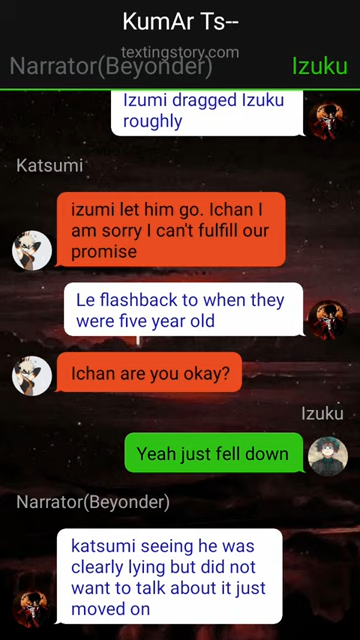 KumAr Ts--
textingstory.com
Narrator(Beyonder)
Izuku
Izumi dragged Izuku
roughly
Katsumi
izumi let him go. Ichan I
am sorry I can't fulfill our
promise
Le flashback to when they
were five year old
Ichan are you okay?
Izuku
Yeah just fell down
Narrator(Beyonder)
katsumi seeing he was
clearly lying but did not
want to talk about it just
moved on